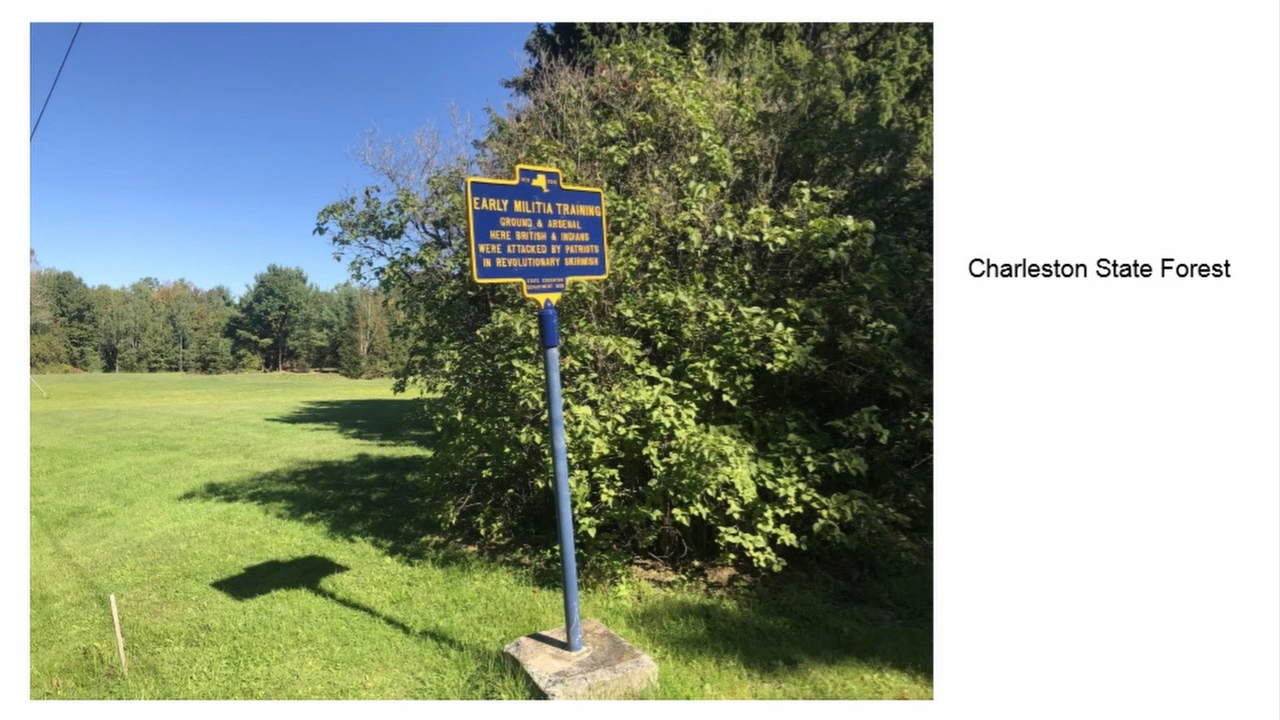 NEW YORK
EARLY MILITIA TRAINING
GROUND & ARSENAL
HERE BRITISH & INDIANS
WERE ATTACKED BY PATRIOTS
IN REVOLUTIONARY SKIRMISH
STATE EDUCATION
DEPARTMENT
Charleston State Forest